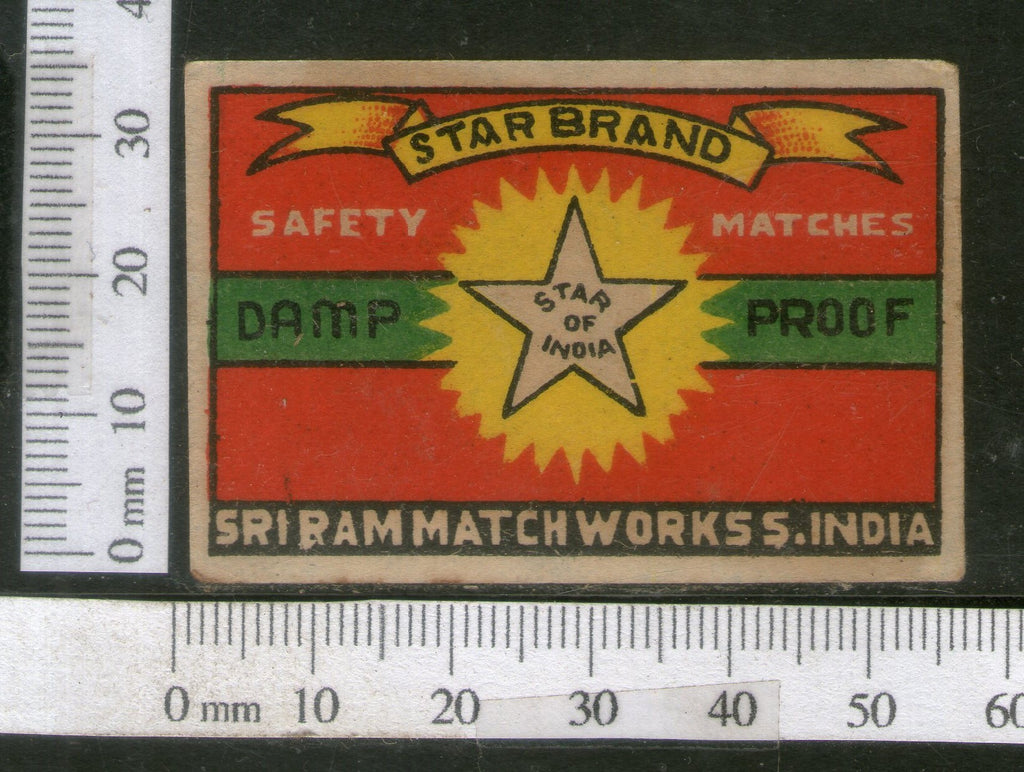 STAR BRAND
SAFETY MATCHES
STAR
OF
INDIA
DAMP PROOF
SRI RAM MATCH WORKS S. INDIA
40
30
20
10
0 mm
0 mm 10 20 30 40 50 60